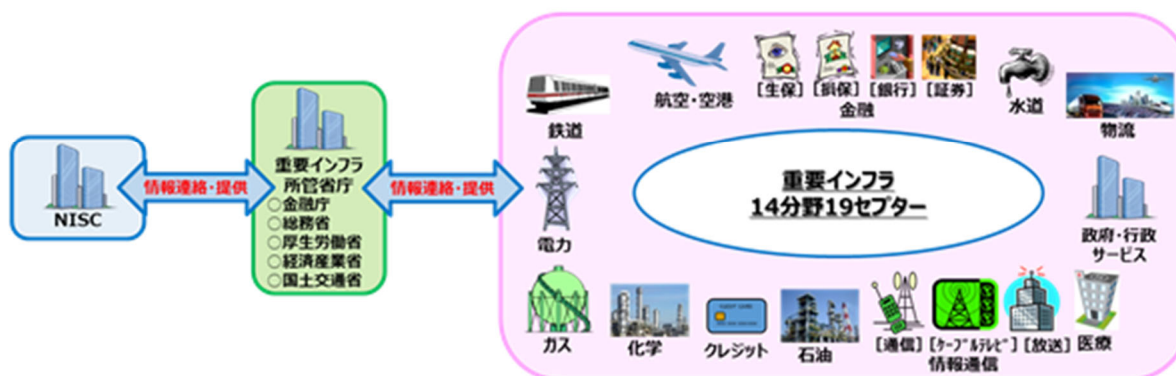 NISC
情報連絡・提供
重要インフラ
所管省庁
○金融庁
○総務省
○厚生労働省
○経済産業省
○国土交通省
情報連絡・提供
鉄道
航空・空港
[生保] [損保] [銀行] [証券]
金融
水道
物流
重要インフラ
14分野19セプター
電力
政府・行政
サービス
ガス
化学
クレジット
石油
[通信] [ケーブルテレビ] [放送]
情報通信
医療